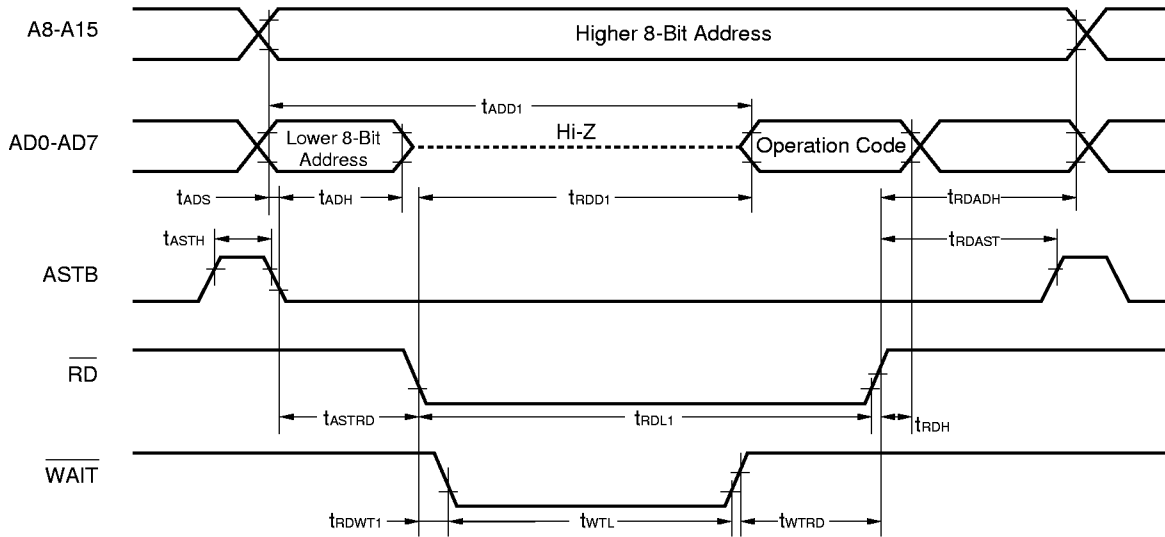 A8-A15
Higher 8-Bit Address
tADD1
AD0-AD7
Lower 8-Bit
Address
Hi-Z
Operation Code
tADS
tADH
tRDD1
tRDADH
tASTH
tRDAST
ASTB
RD
tASTRD
tRDL1
tRDH
WAIT
tRDWT1
tWTL
tWTRD